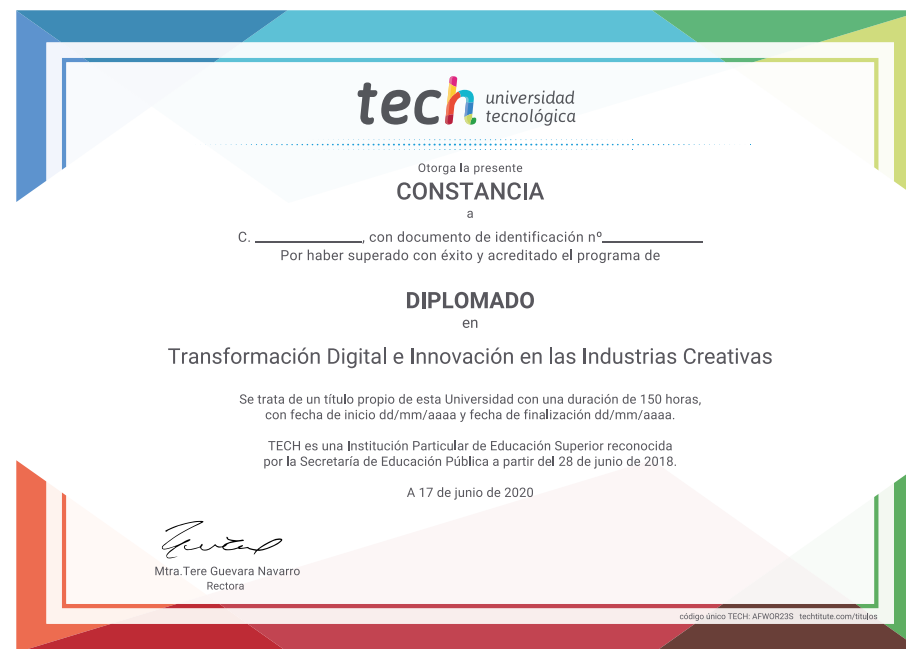 tech universidad
tecnológica
Otorga la presente
CONSTANCIA
a
C. ______________, con documento de identificación nº_____________
Por haber superado con éxito y acreditado el programa de
DIPLOMADO
en
Transformación Digital e Innovación en las Industrias Creativas
Se trata de un título propio de esta Universidad con una duración de 150 horas,
con fecha de inicio dd/mm/aaaa y fecha de finalización dd/mm/aaaa.
TECH es una Institución Particular de Educación Superior reconocida
por la Secretaría de Educación Pública a partir del 28 de junio de 2018.
A 17 de junio de 2020
Mtra.Tere Guevara Navarro
Rectora
código único TECH: AFWOR23S techtitute.com/titulos